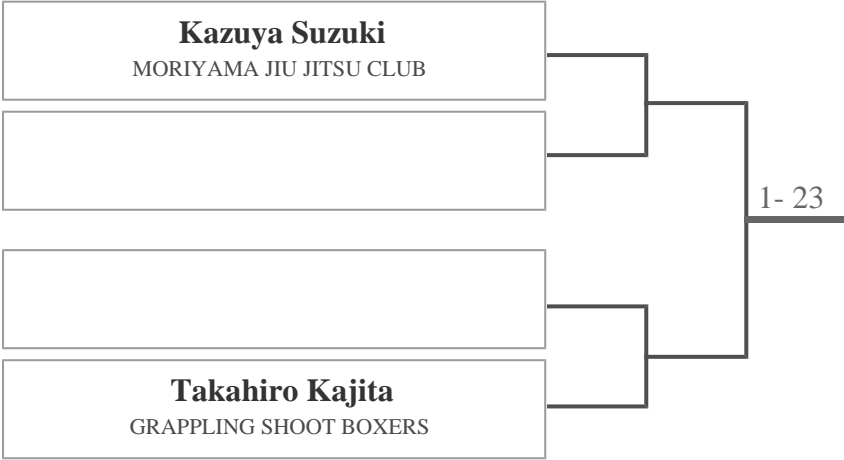 Kazuya Suzuki
MORIYAMA JIU JITSU CLUB
1- 23
Takahiro Kajita
GRAPPLING SHOOT BOXERS